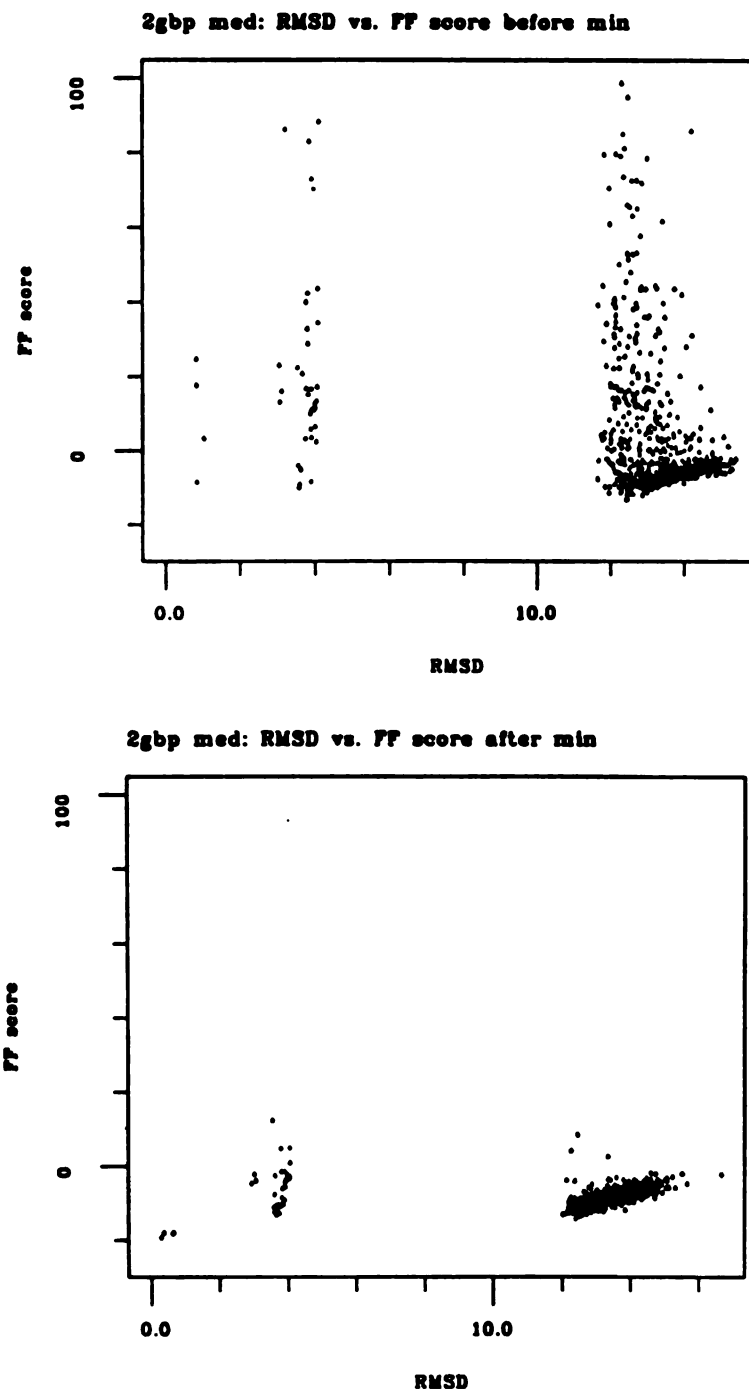 2gbp med: RMSD vs. FF score before min
100
FF score
0
0.0 10.0
RMSD
2gbp med: RMSD vs. FF score after min
100
FF score
0
0.0 10.0
RMSD